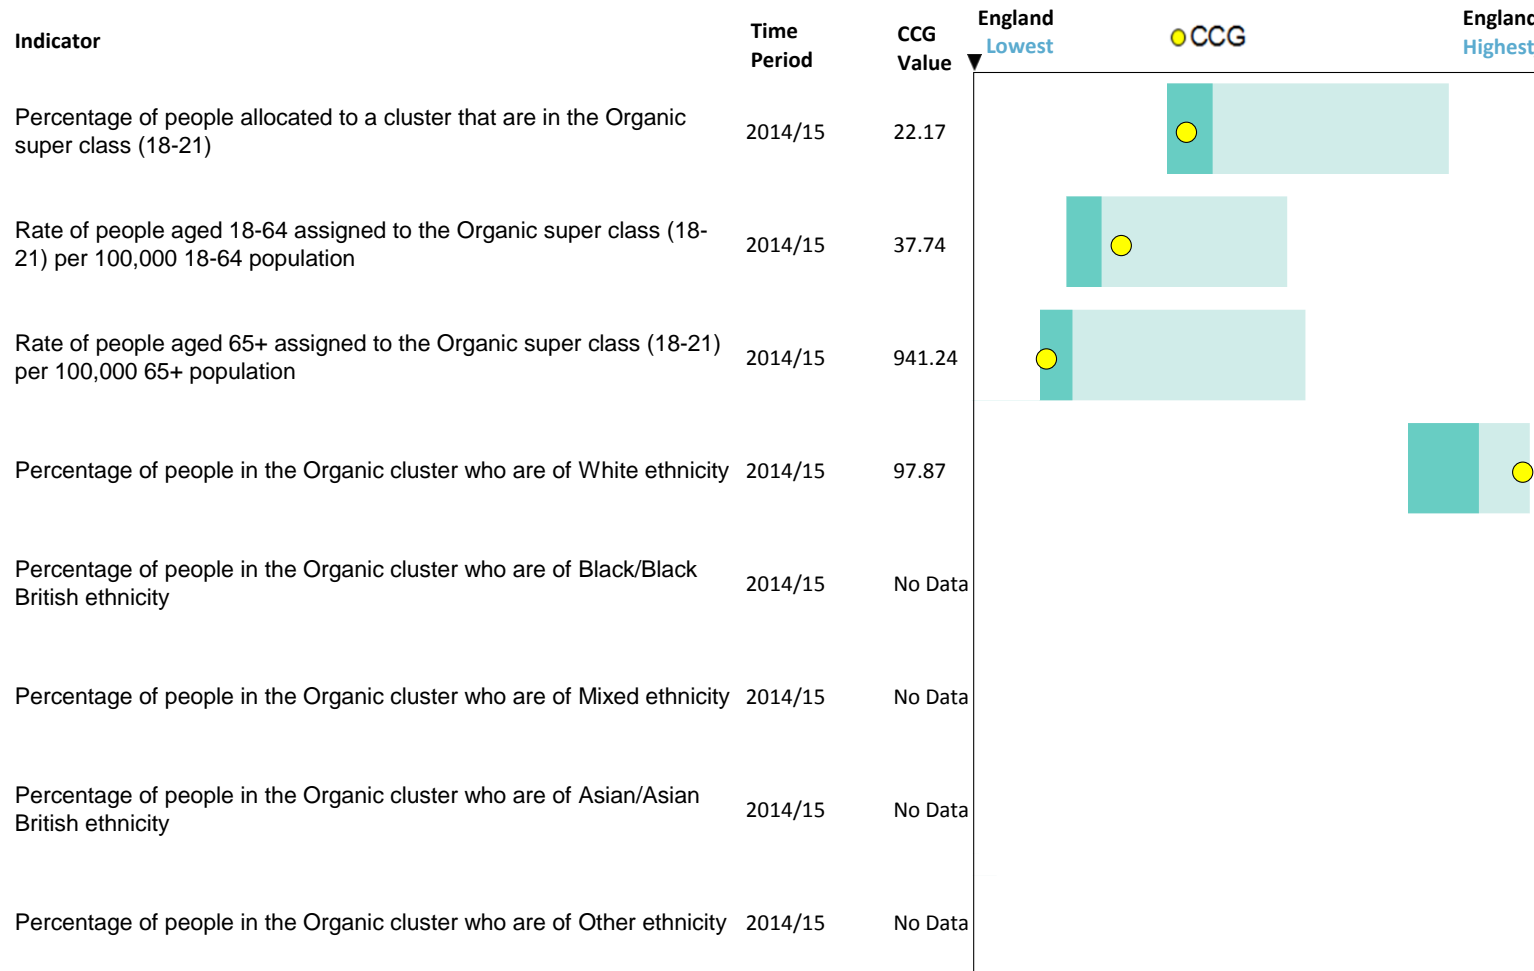 Indicator
Time
Period
CCG
Value
England
Lowest
CCG
England
Highest
Percentage of people allocated to a cluster that are in the Organic
super class (18-21)
2014/15
22.17
Rate of people aged 18-64 assigned to the Organic super class (18-
21) per 100,000 18-64 population
2014/15
37.74
Rate of people aged 65+ assigned to the Organic super class (18-21)
per 100,000 65+ population
2014/15
941.24
Percentage of people in the Organic cluster who are of White ethnicity
2014/15
97.87
Percentage of people in the Organic cluster who are of Black/Black
British ethnicity
2014/15
No Data
Percentage of people in the Organic cluster who are of Mixed ethnicity
2014/15
No Data
Percentage of people in the Organic cluster who are of Asian/Asian
British ethnicity
2014/15
No Data
Percentage of people in the Organic cluster who are of Other ethnicity
2014/15
No Data